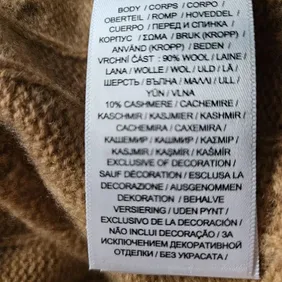 BODY / CORPS / CORPO /
OBERTEIL / ROMP / HOVEDDEL /
CUERPO / ПЕРЕД И СПИНКА /
КОРПУС / ΣΩΜΑ / BRUK (KROPP) /
ANVÄND (KROPP) / BEDEN /
VRCHNÍ ČÁST : 90% WOOL / LAINE /
LANA / WOLLE / WOL / ULD / LÃ /
ШЕРСТЬ / ВЪЛНА / ΜΑΛΛΙ / ULL /
YÜN / VLNA
10% CASHMERE / CACHEMIRE /
KASCHMIR / KASJMIER / KASHMIR /
CACHEMIRA / CAXEMIRA /
КАШЕМИР / КАШМИР / ΚΑΣΜΙΡ /
KASJMIR / KAŞMİR / KAŠMÍR
EXCLUSIVE OF DECORATION /
SAUF DÉCORATION / ESCLUSA LA
DECORAZIONE / AUSGENOMMEN
DEKORATION / BEHALVE
VERSIERING / UDEN PYNT /
EXCLUSIVO DE LA DECORACIÓN /
NÃO INCLUI DECORAÇÃO / ЗА
ИСКЛЮЧЕНИЕМ ДЕКОРАТИВНОЙ
ОТДЕЛКИ / БЕЗ УКРАСАТА /